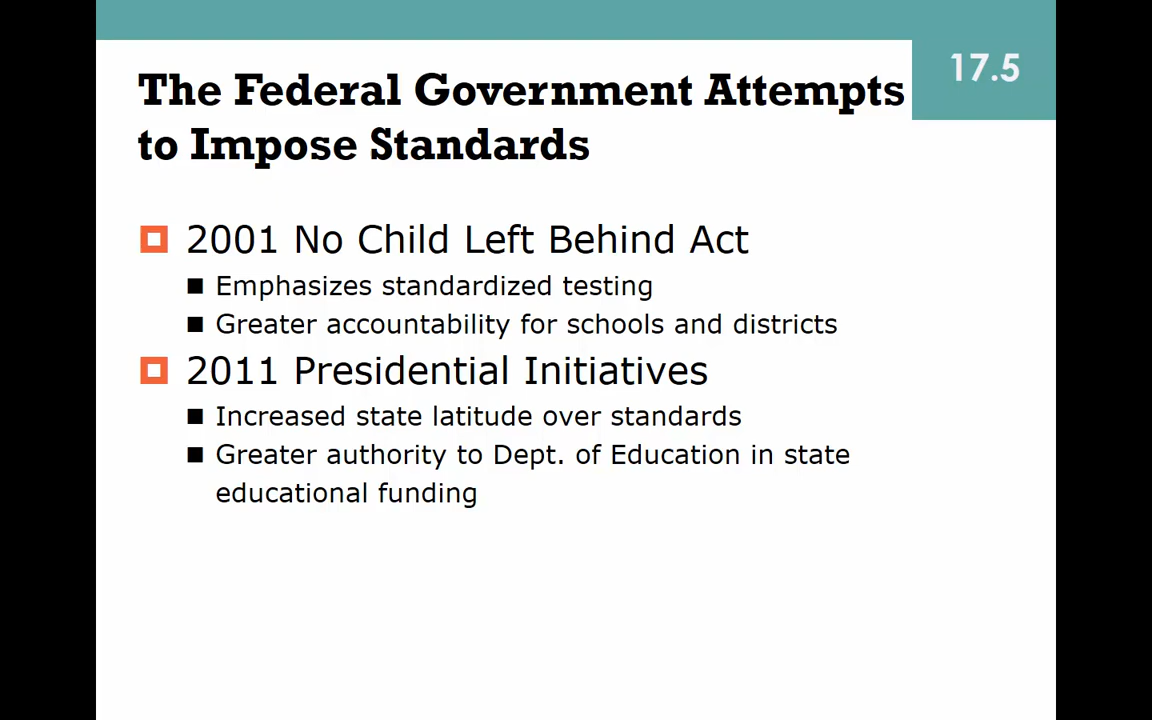 The Federal Government Attempts
to Impose Standards
17.5
2001 No Child Left Behind Act
Emphasizes standardized testing
Greater accountability for schools and districts
2011 Presidential Initiatives
Increased state latitude over standards
Greater authority to Dept. of Education in state
educational funding